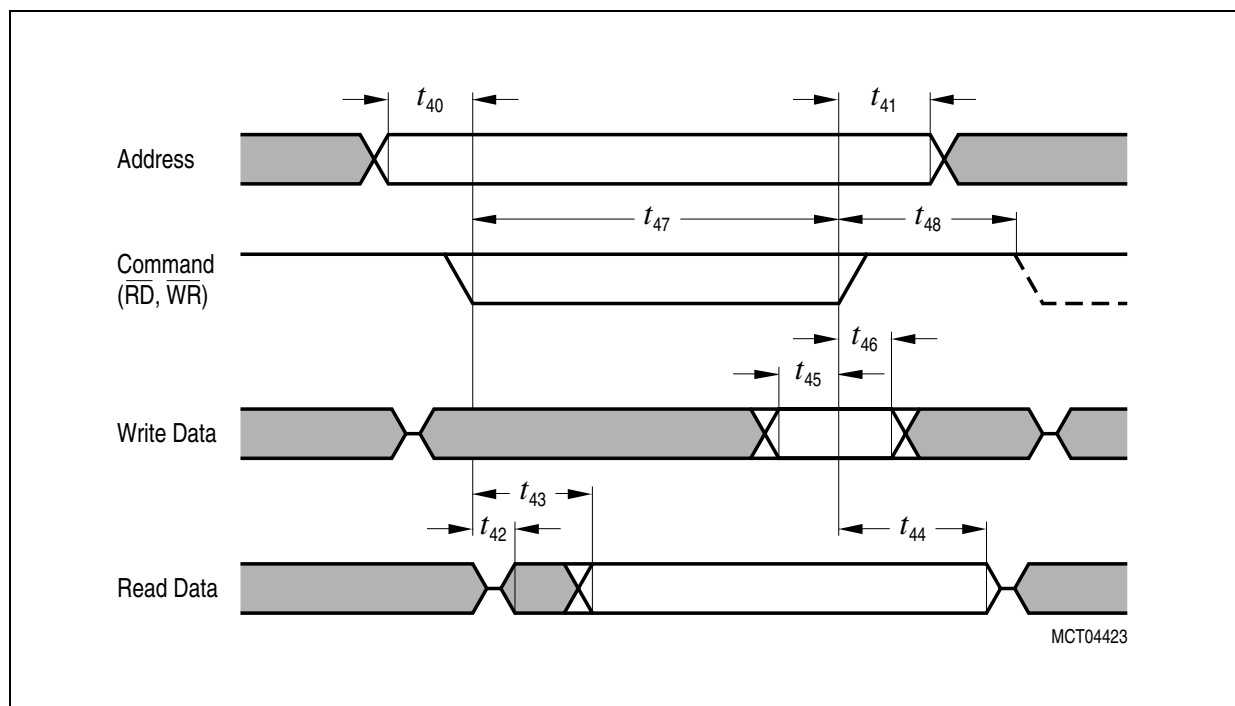 t40 t41
Address
t47 t48
Command
(RD, WR)
t46
t45
Write Data
t43
t42 t44
Read Data
MCT04423